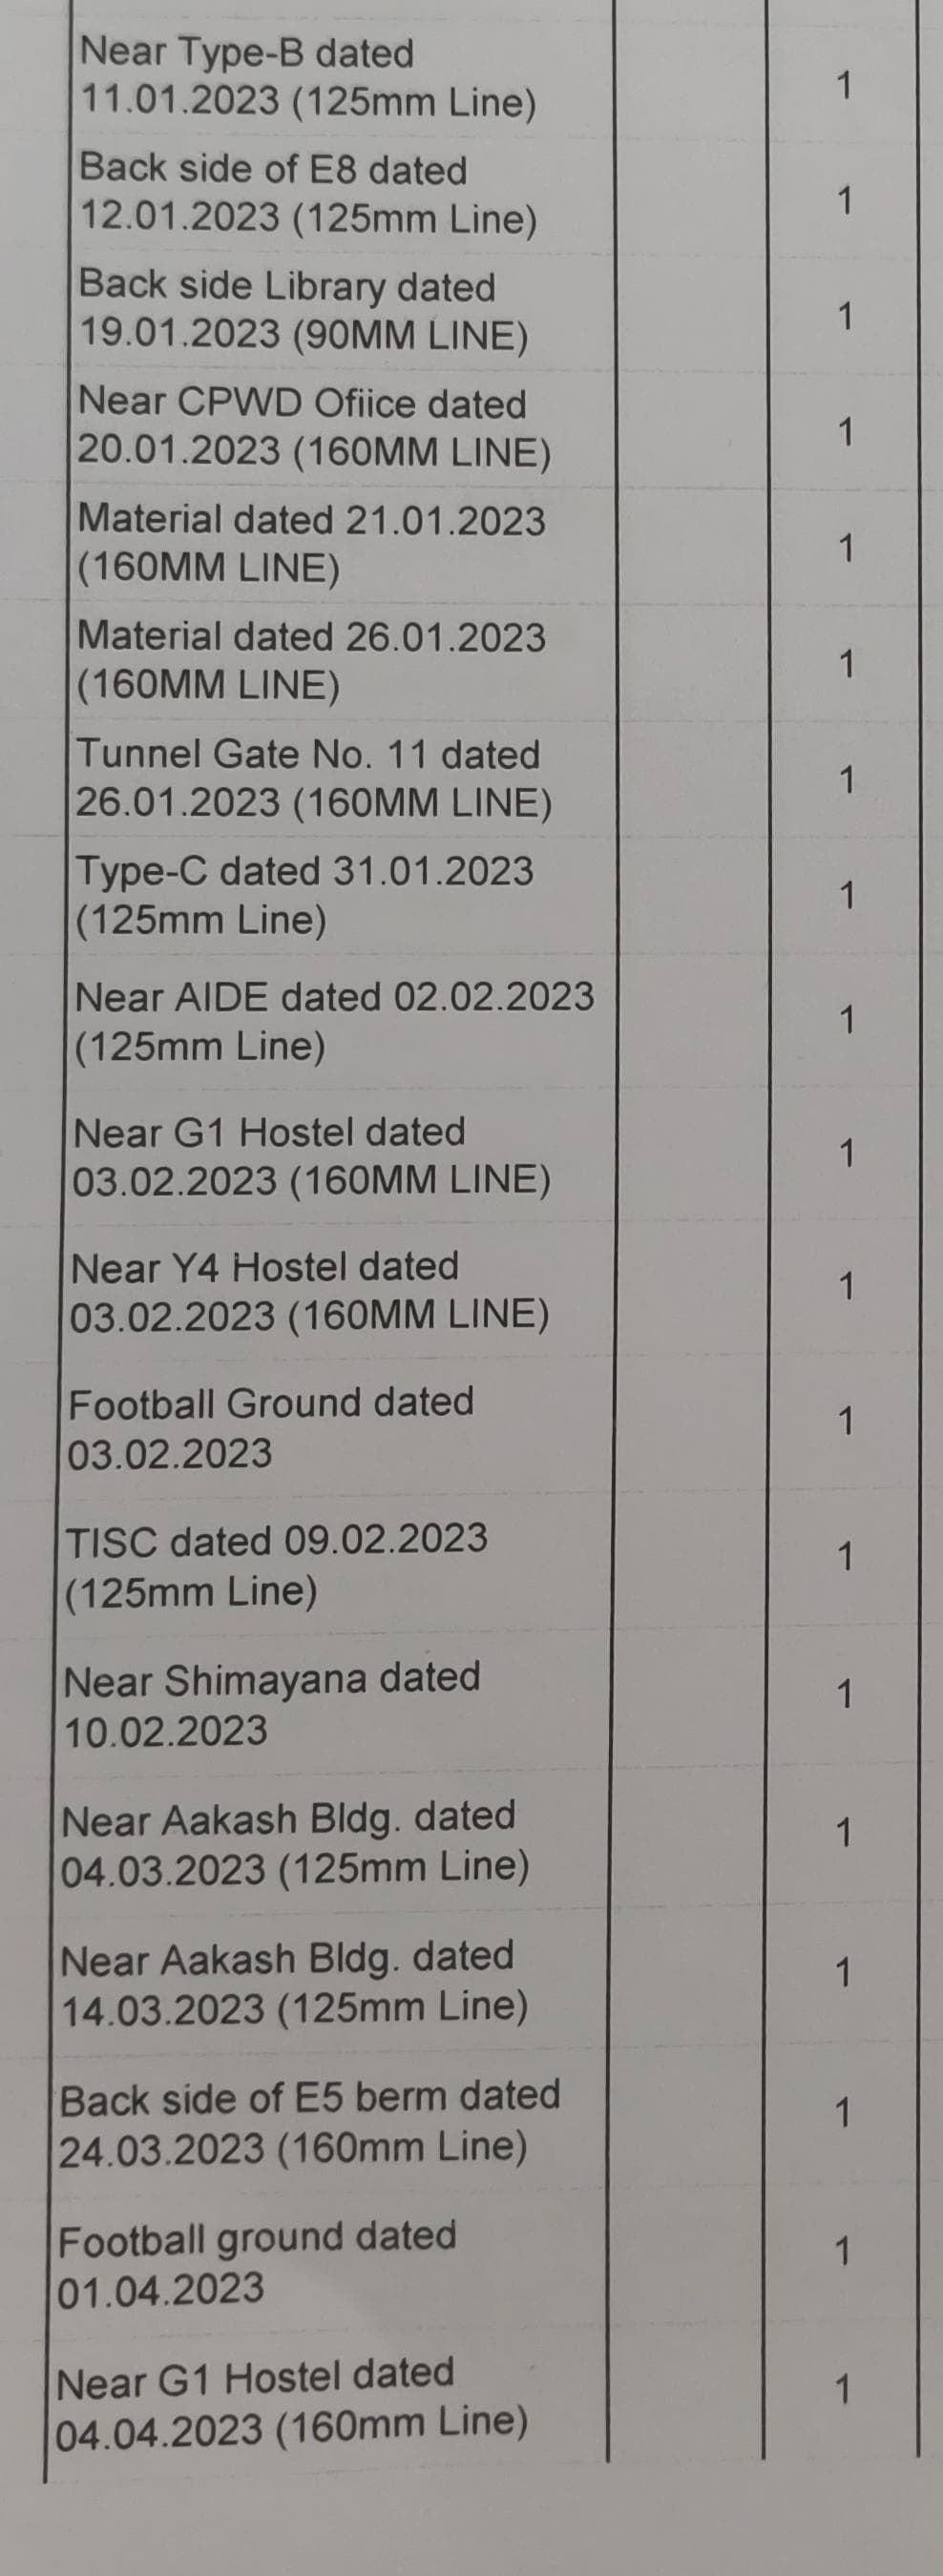 Near Type-B dated
11.01.2023 (125mm Line) 1
Back side of E8 dated
12.01.2023 (125mm Line) 1
Back side Library dated
19.01.2023 (90MM LINE) 1
Near CPWD Ofiice dated
20.01.2023 (160MM LINE) 1
Material dated 21.01.2023
(160MM LINE) 1
Material dated 26.01.2023
(160MM LINE) 1
Tunnel Gate No. 11 dated
26.01.2023 (160MM LINE) 1
Type-C dated 31.01.2023
(125mm Line) 1
Near AIDE dated 02.02.2023
(125mm Line) 1
Near G1 Hostel dated
03.02.2023 (160MM LINE) 1
Near Y4 Hostel dated
03.02.2023 (160MM LINE) 1
Football Ground dated
03.02.2023 1
TISC dated 09.02.2023
(125mm Line) 1
Near Shimayana dated
10.02.2023 1
Near Aakash Bldg. dated
04.03.2023 (125mm Line) 1
Near Aakash Bldg. dated
14.03.2023 (125mm Line) 1
Back side of E5 berm dated
24.03.2023 (160mm Line) 1
Football ground dated
01.04.2023 1
Near G1 Hostel dated
04.04.2023 (160mm Line) 1